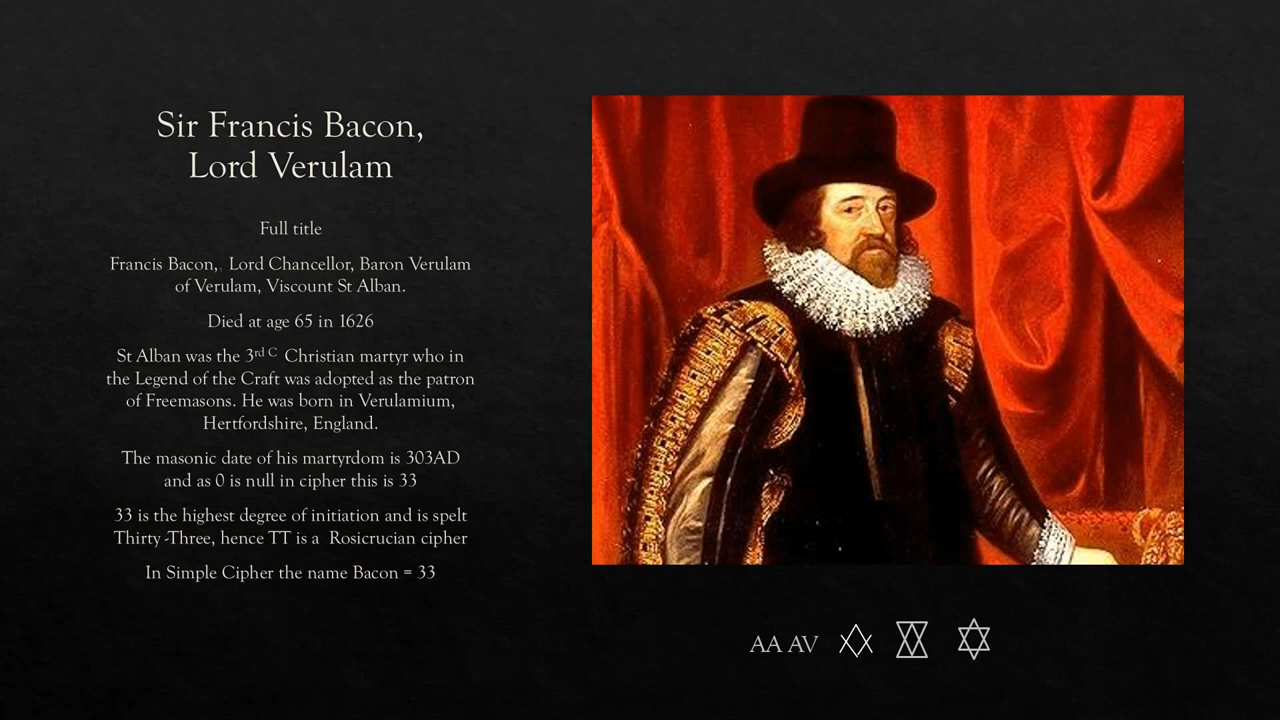 Sir Francis Bacon,
Lord Verulam
Full title
Francis Bacon,, Lord Chancellor, Baron Verulam
of Verulam, Viscount St Alban.
Died at age 65 in 1626
St Alban was the 3rd C Christian martyr who in
the Legend of the Craft was adopted as the patron
of Freemasons. He was born in Verulamium,
Hertfordshire, England.
The masonic date of his martyrdom is 303AD
and as 0 is null in cipher this is 33
33 is the highest degree of initiation and is spelt
Thirty -Three, hence TT is a Rosicrucian cipher
In Simple Cipher the name Bacon = 33
AA AV